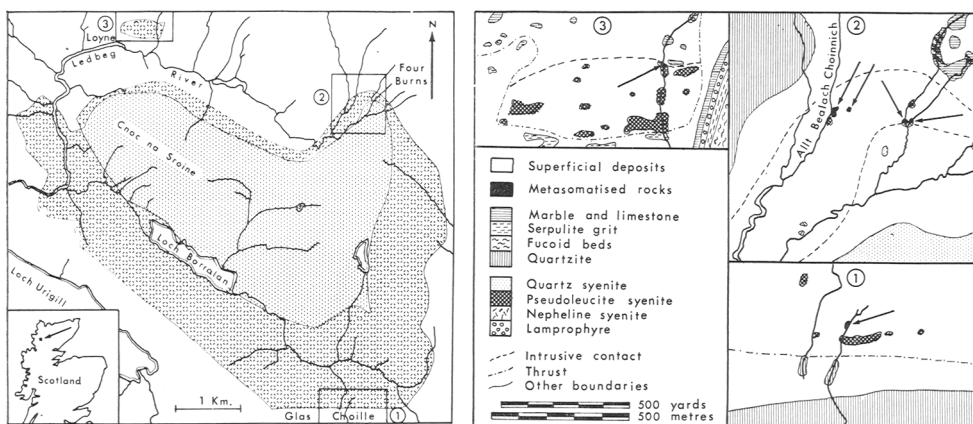 ③
Loyne
Ledbeg
River
Four
Burns
②
N
Cnoc na Sroine
Loch Borralan
Loch Urigill
Scotland
1 Km.
Glas Choille ①
③
Superficial deposits
Metasomatised rocks
Marble and limestone
Serpulite grit
Fucoid beds
Quartzite
Quartz syenite
Pseudoleucite syenite
Nepheline syenite
Lamprophyre
Intrusive contact
Thrust
Other boundaries
500 yards
500 metres
②
Allt Bealach Choinnich
①